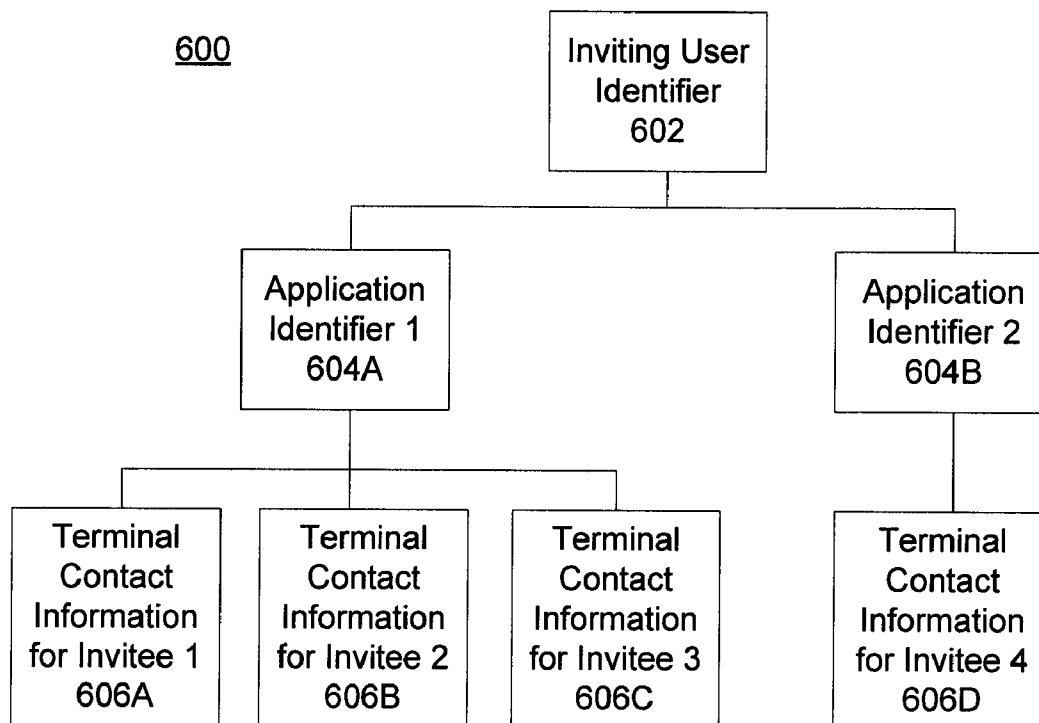 600
Inviting User
Identifier
602
Application
Identifier 1
604A
Application
Identifier 2
604B
Terminal
Contact
Information
for Invitee 1
606A
Terminal
Contact
Information
for Invitee 2
606B
Terminal
Contact
Information
for Invitee 3
606C
Terminal
Contact
Information
for Invitee 4
606D